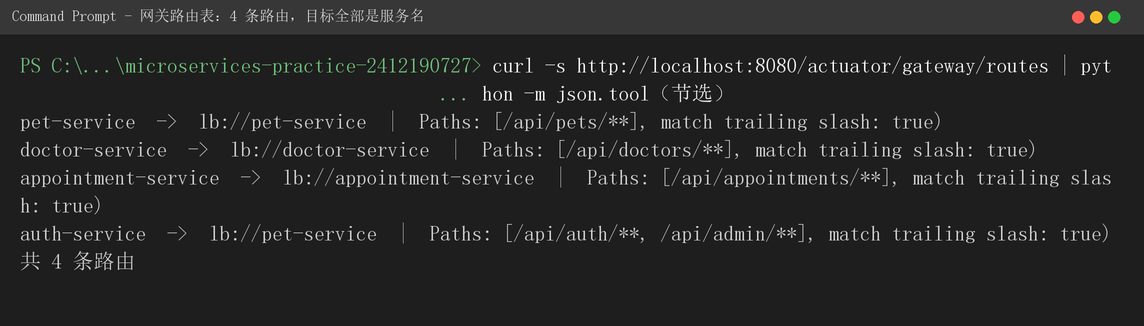 Command Prompt - 网关路由表：4 条路由，目标全部是服务名
PS C:\...\microservices-practice-2412190727> curl -s http://localhost:8080/actuator/gateway/routes | pyt
... hon -m json.tool（节选）
pet-service -> lb://pet-service | Paths: [/api/pets/**], match trailing slash: true)
doctor-service -> lb://doctor-service | Paths: [/api/doctors/**], match trailing slash: true)
appointment-service -> lb://appointment-service | Paths: [/api/appointments/**], match trailing slas
h: true)
auth-service -> lb://pet-service | Paths: [/api/auth/**, /api/admin/**], match trailing slash: true)
共 4 条路由